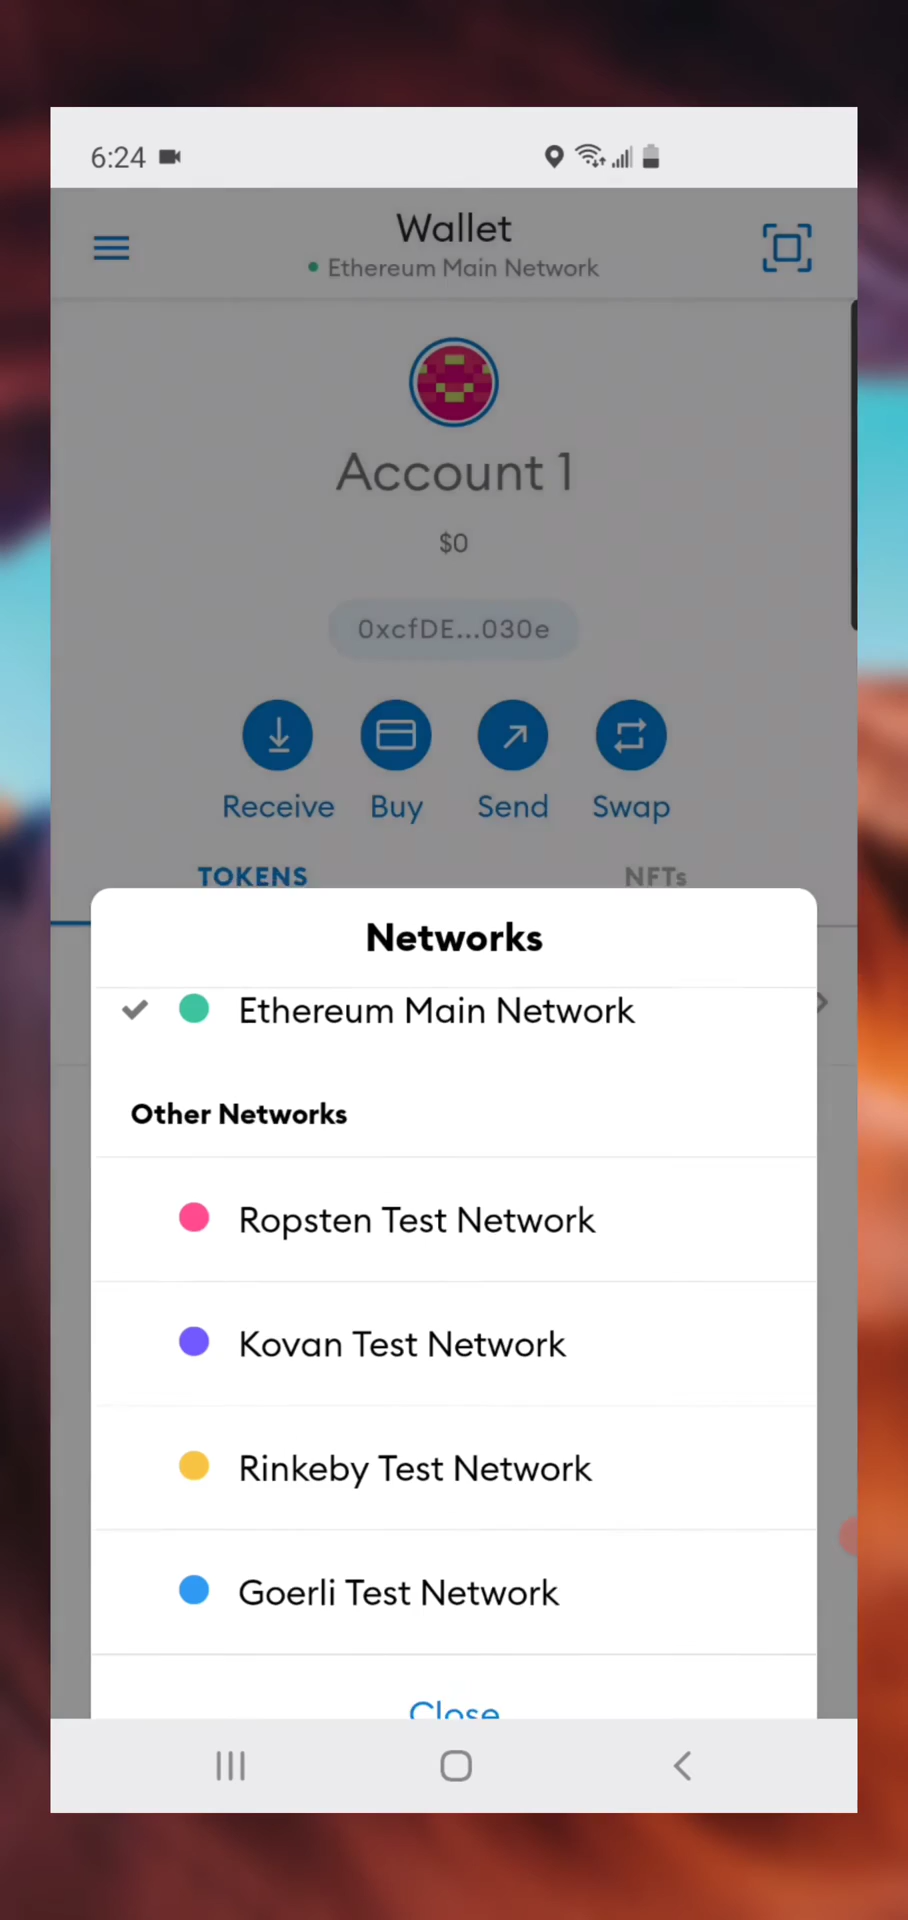 6:24
Wallet
Ethereum Main Network
Account 1
$0
0xcfDE...030e
Receive Buy Send Swap
TOKENS NFTs
Networks
Ethereum Main Network
Other Networks
Ropsten Test Network
Kovan Test Network
Rinkeby Test Network
Goerli Test Network
Close